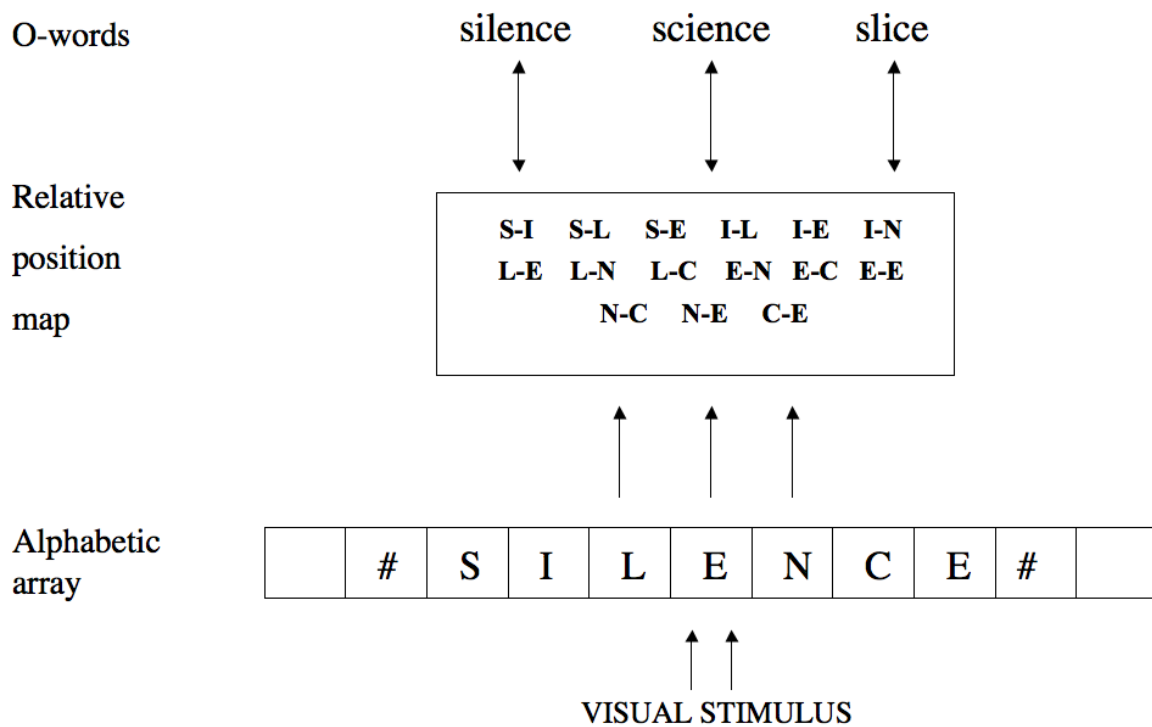 O-words silence science slice
Relative
position
map
S-I S-L S-E I-L I-E I-N
L-E L-N L-C E-N E-C E-E
N-C N-E C-E
Alphabetic
array
# S I L E N C E #
VISUAL STIMULUS